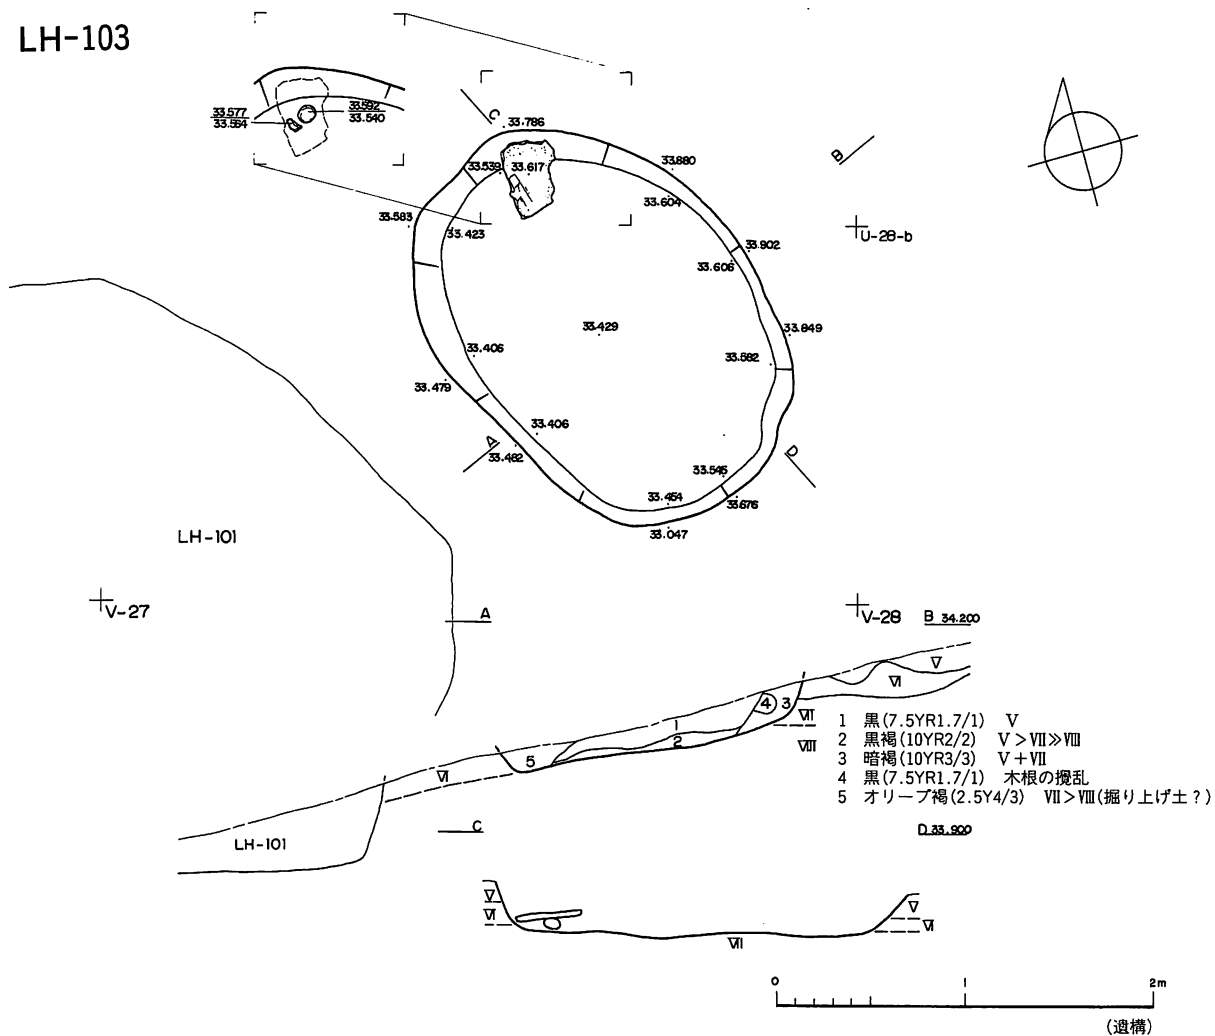 LH-103
33.577
33.564
33.592
33.540
C
33.786
33.539
33.617
33.880
33.604
B
33.583
33.423
U-28-b
33.902
33.606
33.429
33.849
33.582
33.406
33.479
33.406
A
33.482
D
33.545
33.454
33.676
33.047
LH-101
V-27
A
V-28
B 34.200
Ⅴ
Ⅵ
4 3
Ⅶ
1
2
Ⅷ
5
Ⅵ
LH-101
1 黒(7.5YR1.7/1) Ⅴ
2 黒褐(10YR2/2) Ⅴ>Ⅶ≫Ⅷ
3 暗褐(10YR3/3) Ⅴ+Ⅶ
4 黒(7.5YR1.7/1) 木根の攪乱
5 オリーブ褐(2.5Y4/3) Ⅶ>Ⅷ(掘り上げ土?)
C
D 33.900
Ⅴ
Ⅵ
Ⅴ
Ⅵ
Ⅶ
0 1 2m
(遺構)